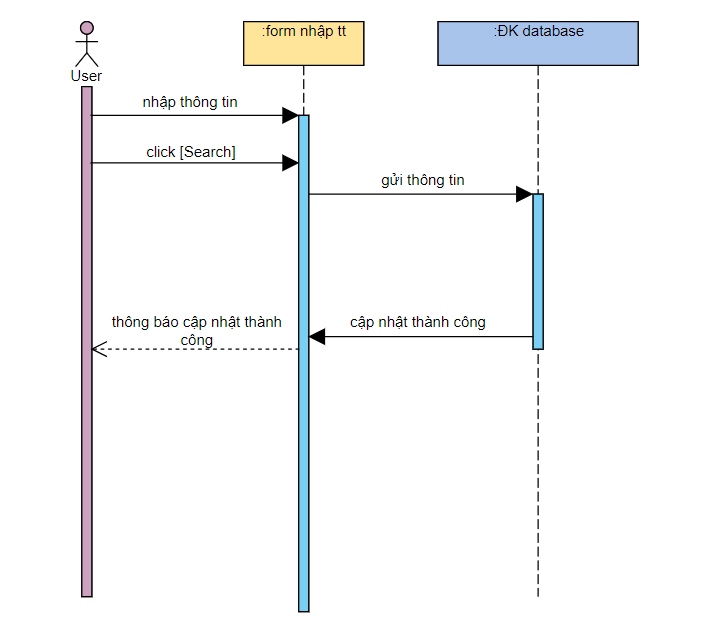 :form nhập tt
:ĐK database
User
nhập thông tin
click [Search]
gửi thông tin
thông báo cập nhật thành
công
cập nhật thành công